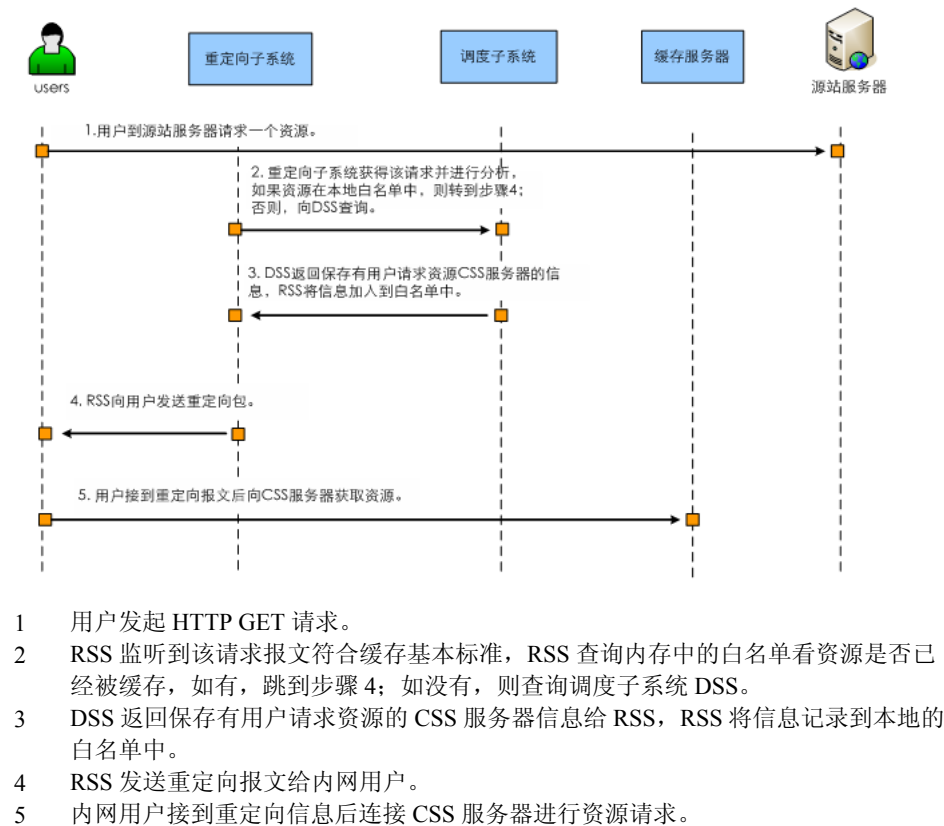 重定向子系统
调度子系统
缓存服务器
users
源站服务器
1.用户到源站服务器请求一个资源。
2. 重定向子系统获得该请求并进行分析，
如果资源在本地白名单中，则转到步骤4；
否则，向DSS查询。
3. DSS返回保存有用户请求资源CSS服务器的信
息，RSS将信息加人到白名单中。
4. RSS向用户发送重定向包。
5. 用户接到重定向报文后向CSS服务器获取资源。
1 用户发起 HTTP GET 请求。
2 RSS 监听到该请求报文符合缓存基本标准，RSS 查询内存中的白名单看资源是否已
经被缓存，如有，跳到步骤 4；如没有，则查询调度子系统 DSS。
3 DSS 返回保存有用户请求资源的 CSS 服务器信息给 RSS，RSS 将信息记录到本地的
白名单中。
4 RSS 发送重定向报文给内网用户。
5 内网用户接到重定向信息后连接 CSS 服务器进行资源请求。